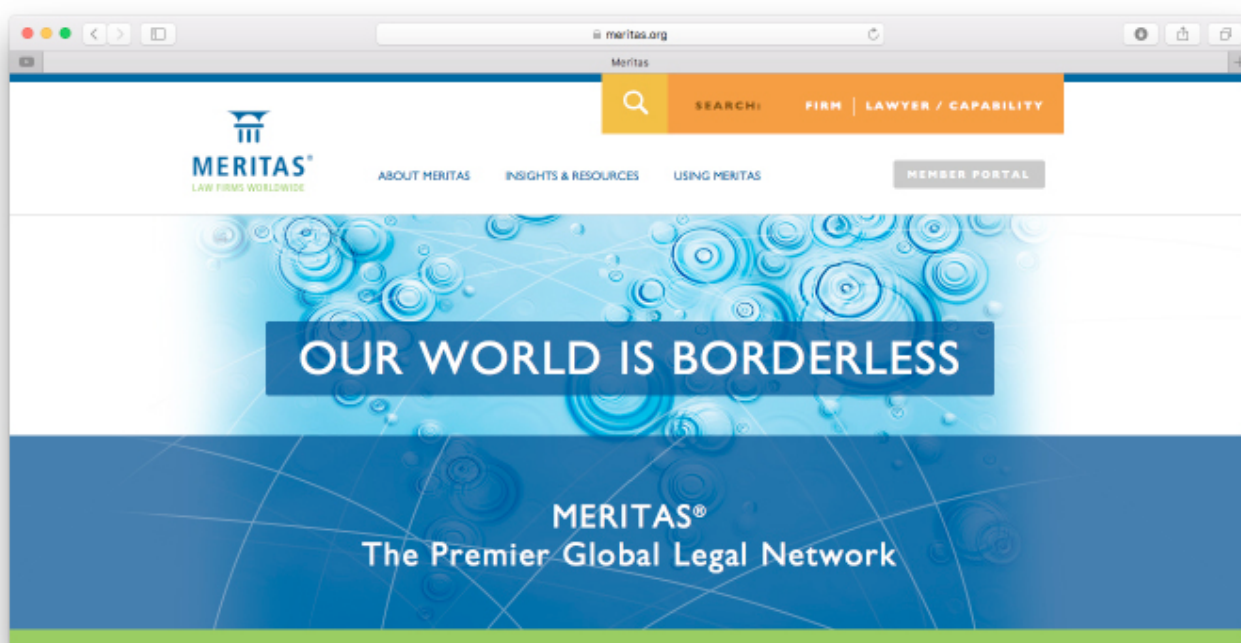 meritas.org
Meritas
SEARCH: FIRM | LAWYER / CAPABILITY
MERITAS®
LAW FIRMS WORLDWIDE
ABOUT MERITAS INSIGHTS & RESOURCES USING MERITAS MEMBER PORTAL
OUR WORLD IS BORDERLESS
MERITAS®
The Premier Global Legal Network